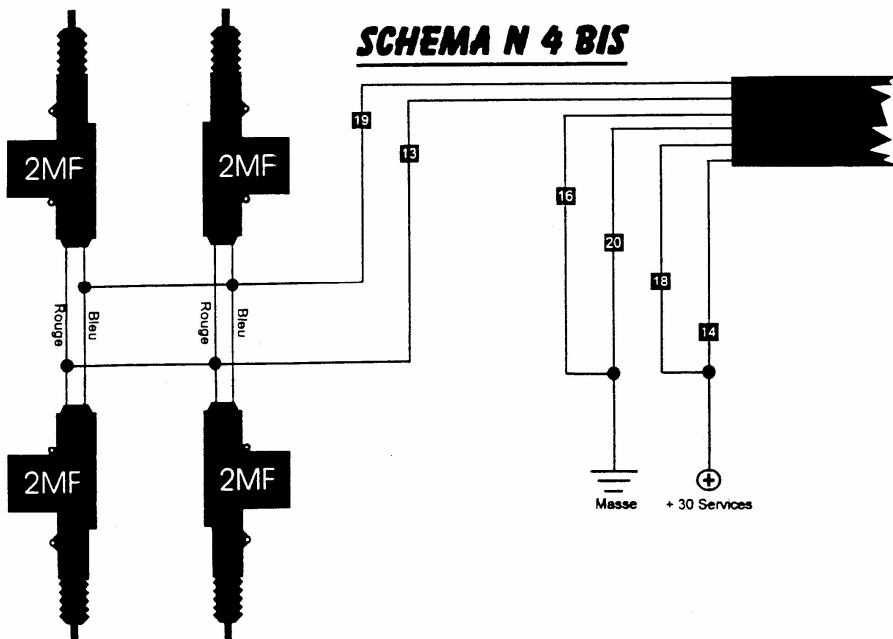 SCHEMA N 4 BIS
19
13
2MF
2MF
16
20
18
Rouge
Bleu
Rouge
Bleu
14
2MF
2MF
Masse
+ 30 Services